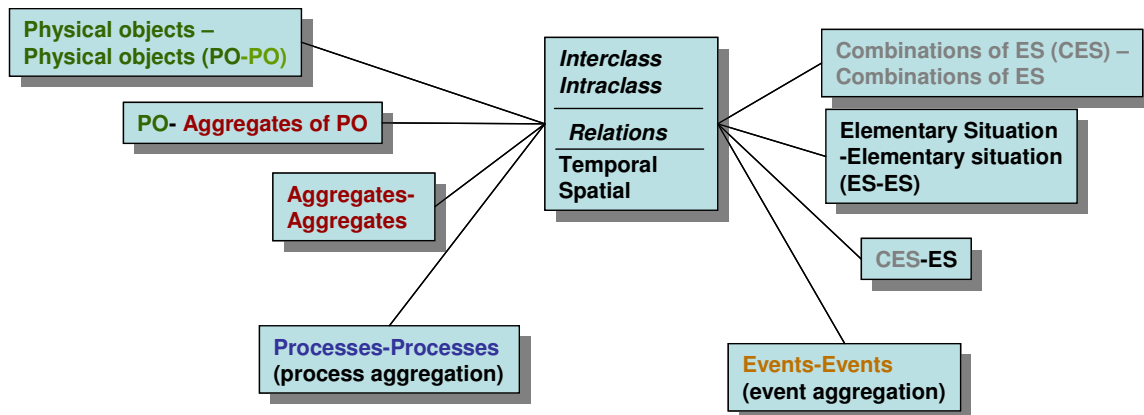 Physical objects –
Physical objects (PO-PO)
PO- Aggregates of PO
Aggregates-
Aggregates
Processes-Processes
(process aggregation)
Interclass
Intraclass
Relations
Temporal
Spatial
Combinations of ES (CES) –
Combinations of ES
Elementary Situation
-Elementary situation
(ES-ES)
CES-ES
Events-Events
(event aggregation)